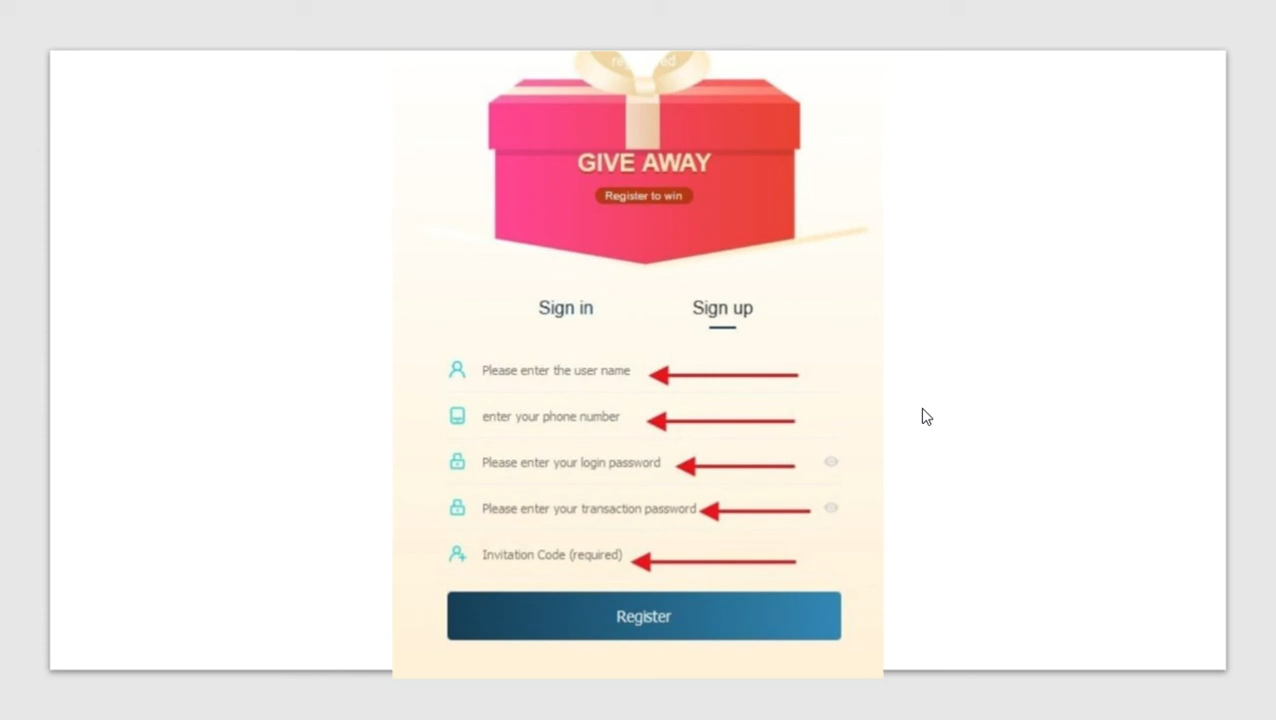 GIVE AWAY
Register to win
Sign in
Sign up
Please enter the user name
enter your phone number
Please enter your login password
Please enter your transaction password
Invitation Code (required)
Register